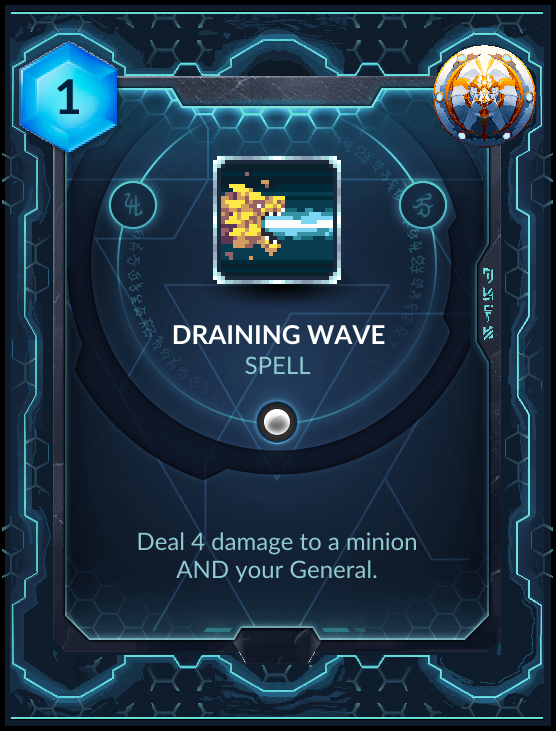 1
DRAINING WAVE
SPELL
Deal 4 damage to a minion
AND your General.